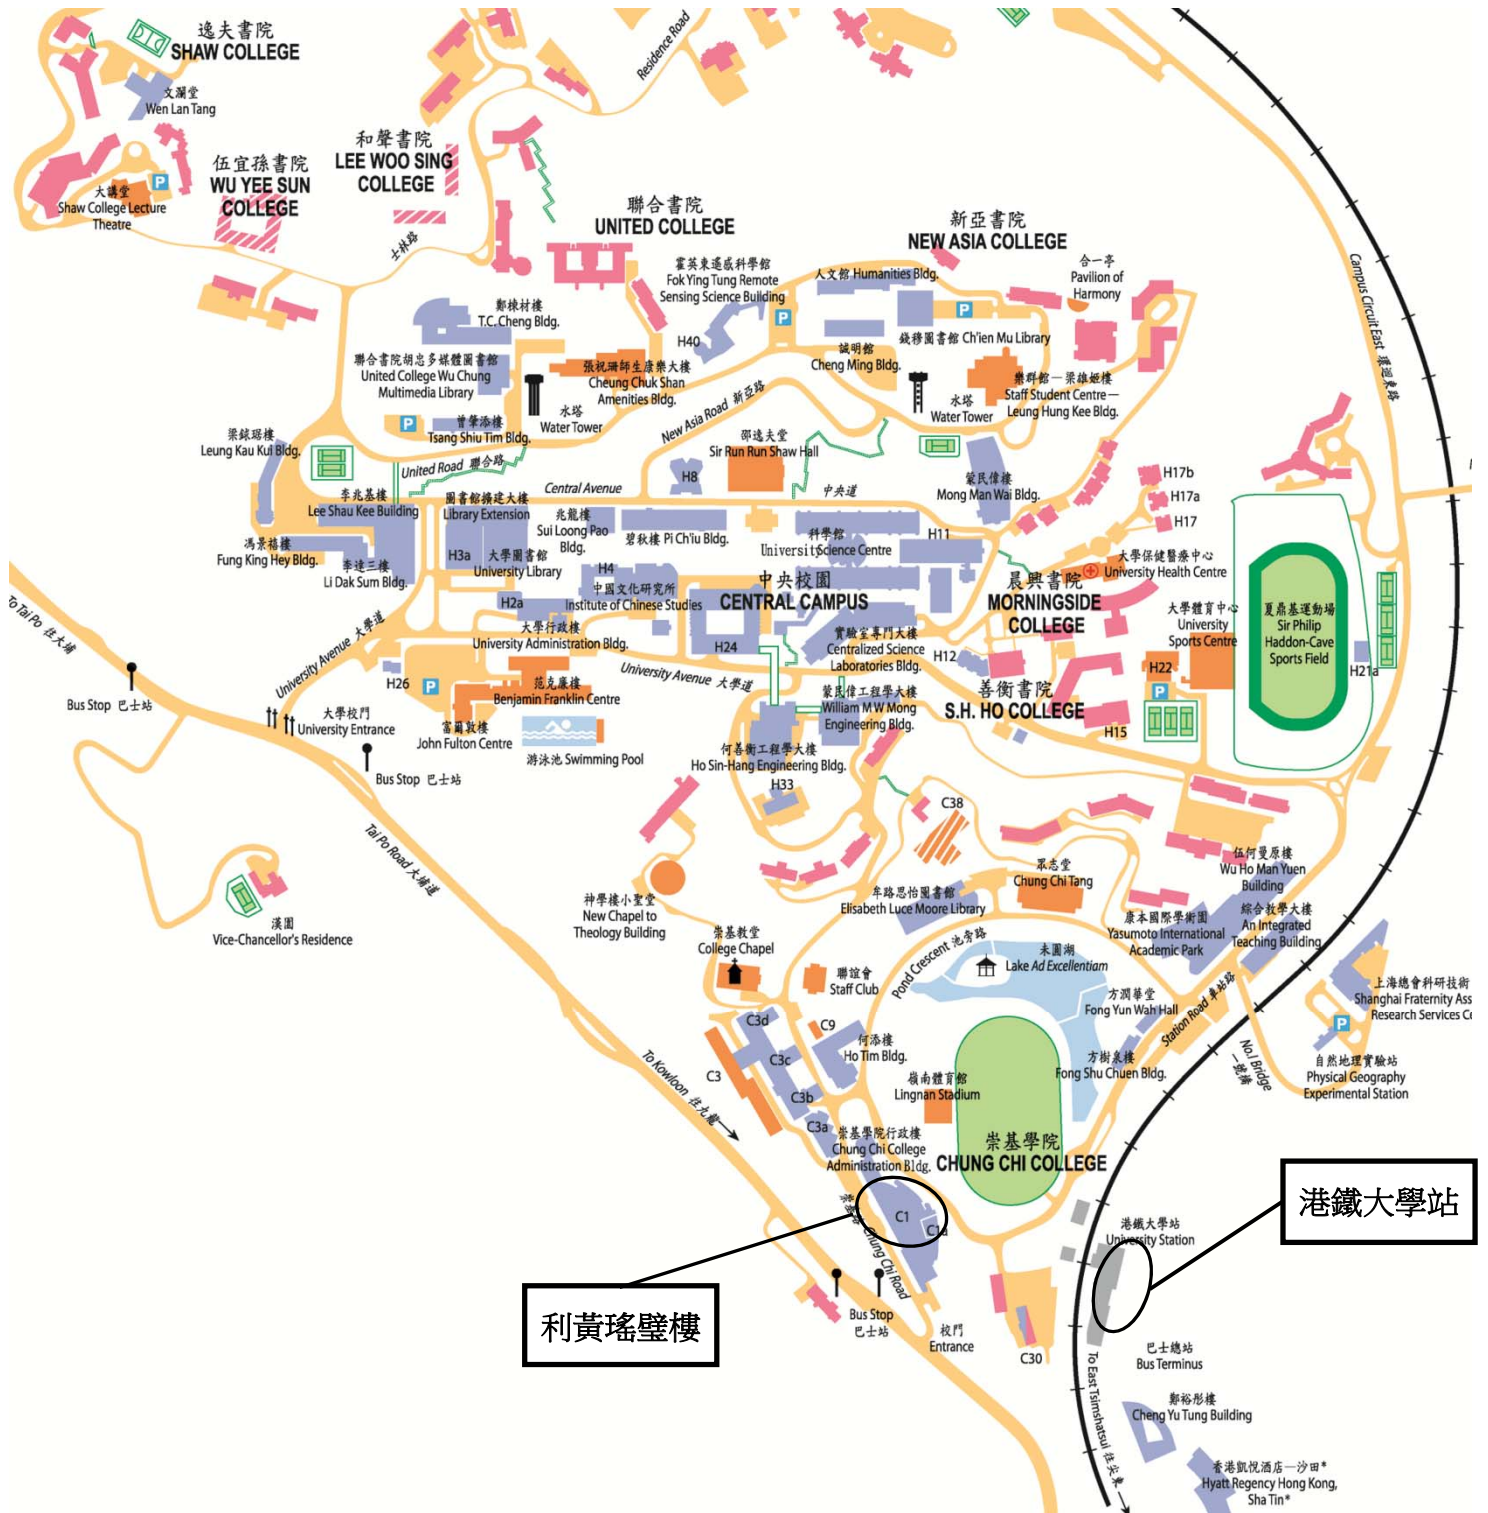 逸夫書院
SHAW COLLEGE
文瀾堂
Wen Lan Tang
和聲書院
LEE WOO SING
COLLEGE
伍宜孫書院
WU YEE SUN
COLLEGE
大講堂
Shaw College Lecture
Theatre
P
士林路
Residence Road
聯合書院
UNITED COLLEGE
新亞書院
NEW ASIA COLLEGE
霍英東遙感科學館
Fok Ying Tung Remote
Sensing Science Building
人文館 Humanities Bldg.
合一亭
Pavilion of
Harmony
Campus Circuit East 環迴東路
鄭棟材樓
T.C. Cheng Bldg.
H40
P
P
錢穆圖書館 Ch'ien Mu Library
誠明館
Cheng Ming Bldg.
聯合書院胡忠多媒體圖書館
United College Wu Chung
Multimedia Library
張祝珊師生康樂大樓
Cheung Chuk Shan
Amenities Bldg.
樂群館—梁雄姬樓
Staff Student Centre—
Leung Hung Kee Bldg.
水塔
Water Tower
水塔
Water Tower
New Asia Road 新亞路
P
曾肇添樓
Tsang Shiu Tim Bldg.
梁銶琚樓
Leung Kau Kui Bldg.
United Road 聯合路
邵逸夫堂
Sir Run Run Shaw Hall
H8
蒙民偉樓
Mong Man Wai Bldg.
H17b
H17a
H17
Central Avenue
中央道
李兆基樓
Lee Shau Kee Building
圖書館擴建大樓
Library Extension
兆龍樓
Sui Loong Pao
Bldg.
碧秋樓 Pi Ch'iu Bldg.
科學館
University Science Centre
H11
馮景禧樓
Fung King Hey Bldg.
李達三樓
Li Dak Sum Bldg.
H3a
大學圖書館
University Library
H4
中國文化研究所
Institute of Chinese Studies
中央校園
CENTRAL CAMPUS
大學保健醫療中心
University Health Centre
晨興書院
MORNINGSIDE
COLLEGE
大學體育中心
University
Sports Centre
夏鼎基運動場
Sir Philip
Haddon-Cave
Sports Field
H21a
H2a
大學行政樓
University Administration Bldg.
H24
實驗室專門大樓
Centralized Science
Laboratories Bldg.
H12
H22
P
To Tai Po 往大埔
University Avenue 大學道
University Avenue 大學道
Bus Stop 巴士站
H26
P
范克廉樓
Benjamin Franklin Centre
善衡書院
S.H. HO COLLEGE
H15
蒙民偉工程學大樓
William M W Mong
Engineering Bldg.
大學校門
University Entrance
富爾敦樓
John Fulton Centre
游泳池 Swimming Pool
何善衡工程學大樓
Ho Sin-Hang Engineering Bldg.
H33
Bus Stop 巴士站
Tai Po Road 大埔道
C38
眾志堂
Chung Chi Tang
伍何曼原樓
Wu Ho Man Yuen
Building
漢園
Vice-Chancellor's Residence
神學樓小聖堂
New Chapel to
Theology Building
牟路思怡圖書館
Elisabeth Luce Moore Library
康本國際學術園
Yasumoto International
Academic Park
綜合教學大樓
An Integrated
Teaching Building
崇基教堂
College Chapel
聯誼會
Staff Club
Pond Crescent 池旁路
未圓湖
Lake Ad Excellentiam
方潤華堂
Fong Yun Wah Hall
Station Road 車站路
上海總會科研技術
Shanghai Fraternity Ass
Research Services Ce
P
自然地理實驗站
Physical Geography
Experimental Station
No.1 Bridge
一號橋
C3d
C9
何添樓
Ho Tim Bldg.
C3
C3c
C3b
C3a
嶺南體育館
Lingnan Stadium
方樹泉樓
Fong Shu Chuen Bldg.
To Kowloon 往九龍
崇基學院行政樓
Chung Chi College
Administration Bldg.
崇基學院
CHUNG CHI COLLEGE
崇基路 Chung Chi Road
C1
C1a
港鐵大學站
University Station
港鐵大學站
利黃瑤璧樓
Bus Stop
巴士站
校門
Entrance
C30
巴士總站
Bus Terminus
To East Tsimshatsui 往尖東
鄭裕彤樓
Cheng Yu Tung Building
香港凱悅酒店—沙田*
Hyatt Regency Hong Kong,
Sha Tin*